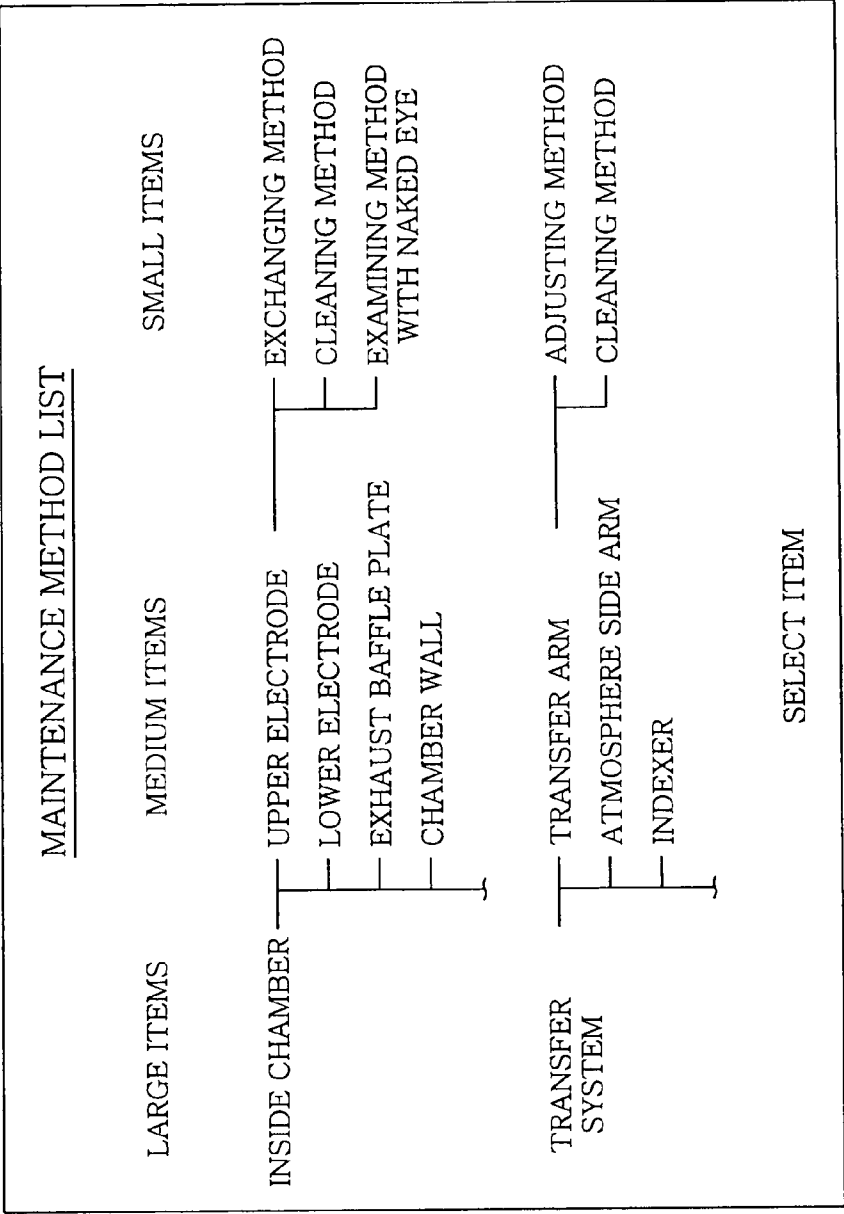 MAINTENANCE METHOD LIST
LARGE ITEMS
MEDIUM ITEMS
SMALL ITEMS
INSIDE CHAMBER
UPPER ELECTRODE
EXCHANGING METHOD
LOWER ELECTRODE
CLEANING METHOD
EXHAUST BAFFLE PLATE
EXAMINING METHOD
WITH NAKED EYE
CHAMBER WALL
TRANSFER
SYSTEM
TRANSFER ARM
ADJUSTING METHOD
ATMOSPHERE SIDE ARM
CLEANING METHOD
INDEXER
SELECT ITEM